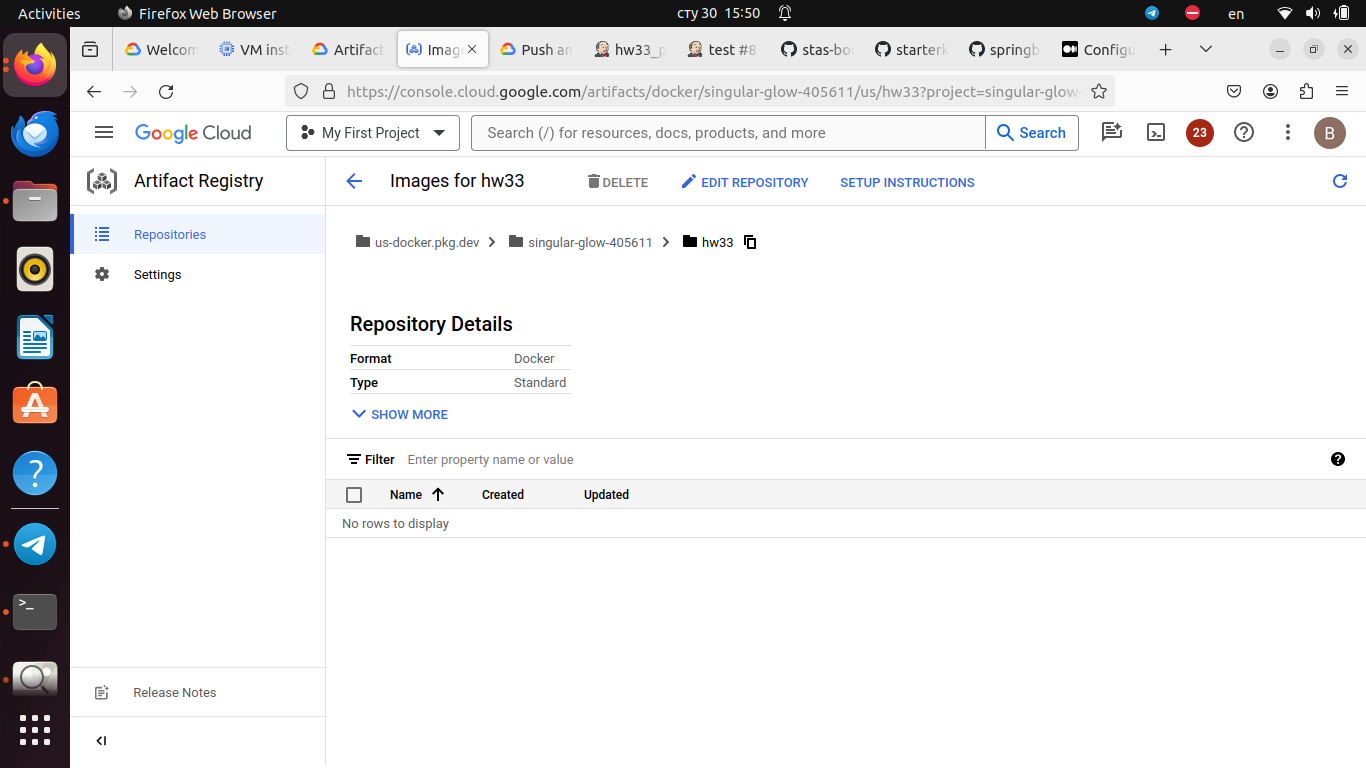 Activities
Firefox Web Browser
сту 30 15:50
en
Welcom
VM inst
Artifact
Imag
Push an
hw33_p
test #8
stas-bor
starterk
springb
Configu
https://console.cloud.google.com/artifacts/docker/singular-glow-405611/us/hw33?project=singular-glow-
Google Cloud
My First Project
Search (/) for resources, docs, products, and more
Search
23
B
Artifact Registry
Images for hw33
DELETE
EDIT REPOSITORY
SETUP INSTRUCTIONS
Repositories
Settings
us-docker.pkg.dev
singular-glow-405611
hw33
Repository Details
Format Docker
Type Standard
SHOW MORE
Filter Enter property name or value
Name Created Updated
No rows to display
Release Notes